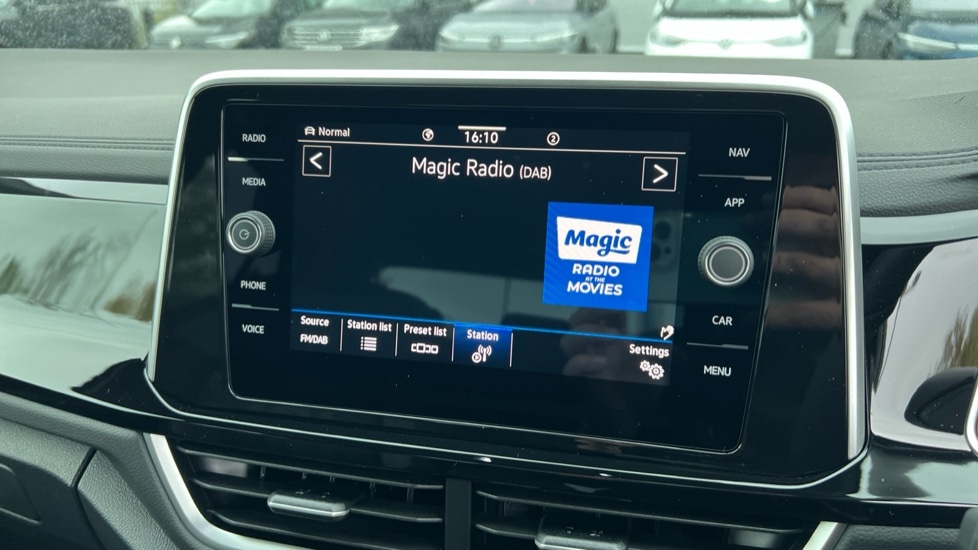 RADIO
MEDIA
PHONE
VOICE
Normal
16:10
2
<
Magic Radio (DAB)
>
Magic
RADIO
AT THE
MOVIES
Source
FM/DAB
Station list
Preset list
Station
Settings
NAV
APP
CAR
MENU